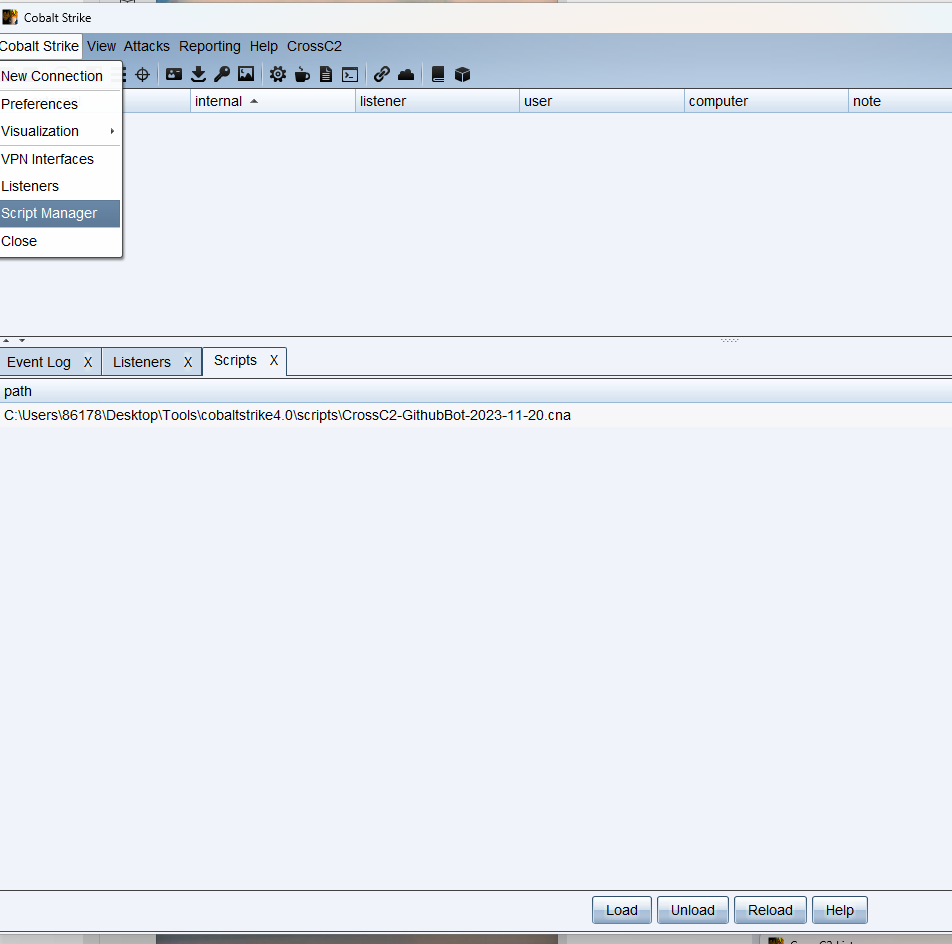 Cobalt Strike
Cobalt Strike View Attacks Reporting Help CrossC2
New Connection
Preferences
Visualization
VPN Interfaces
Listeners
Script Manager
Close
internal listener user computer note
Event Log X Listeners X Scripts X
path
C:\Users\86178\Desktop\Tools\cobaltstrike4.0\scripts\CrossC2-GithubBot-2023-11-20.cna
Load Unload Reload Help